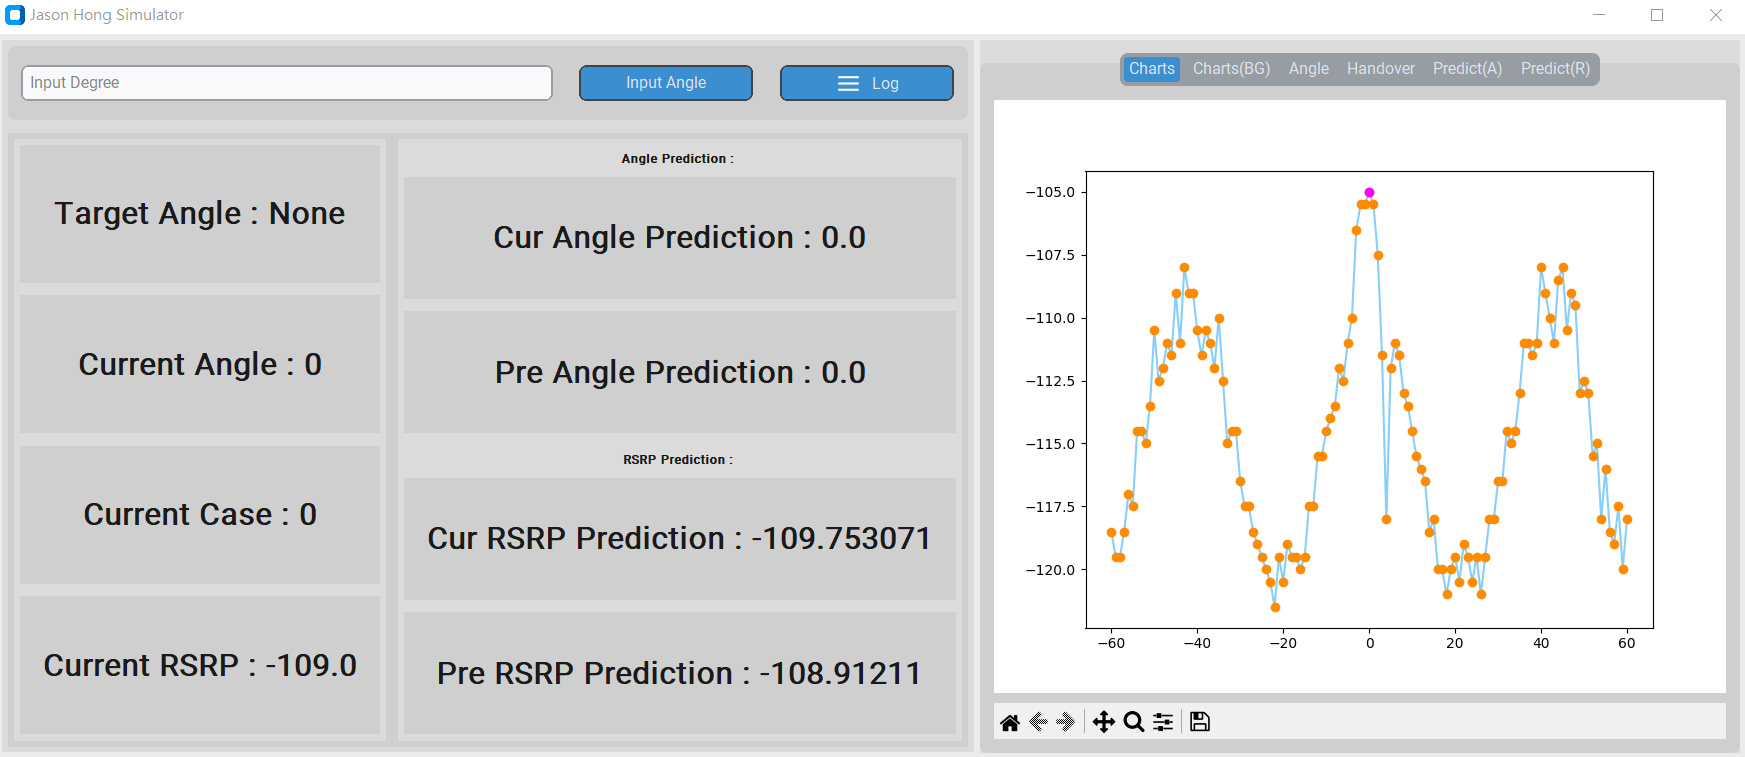 Jason Hong Simulator
Input Degree
Input Angle
Log
Target Angle : None
Current Angle : 0
Current Case : 0
Current RSRP : -109.0
Angle Prediction :
Cur Angle Prediction : 0.0
Pre Angle Prediction : 0.0
RSRP Prediction :
Cur RSRP Prediction : -109.753071
Pre RSRP Prediction : -108.91211
Charts Charts(BG) Angle Handover Predict(A) Predict(R)
−105.0
−107.5
−110.0
−112.5
−115.0
−117.5
−120.0
−60 −40 −20 0 20 40 60